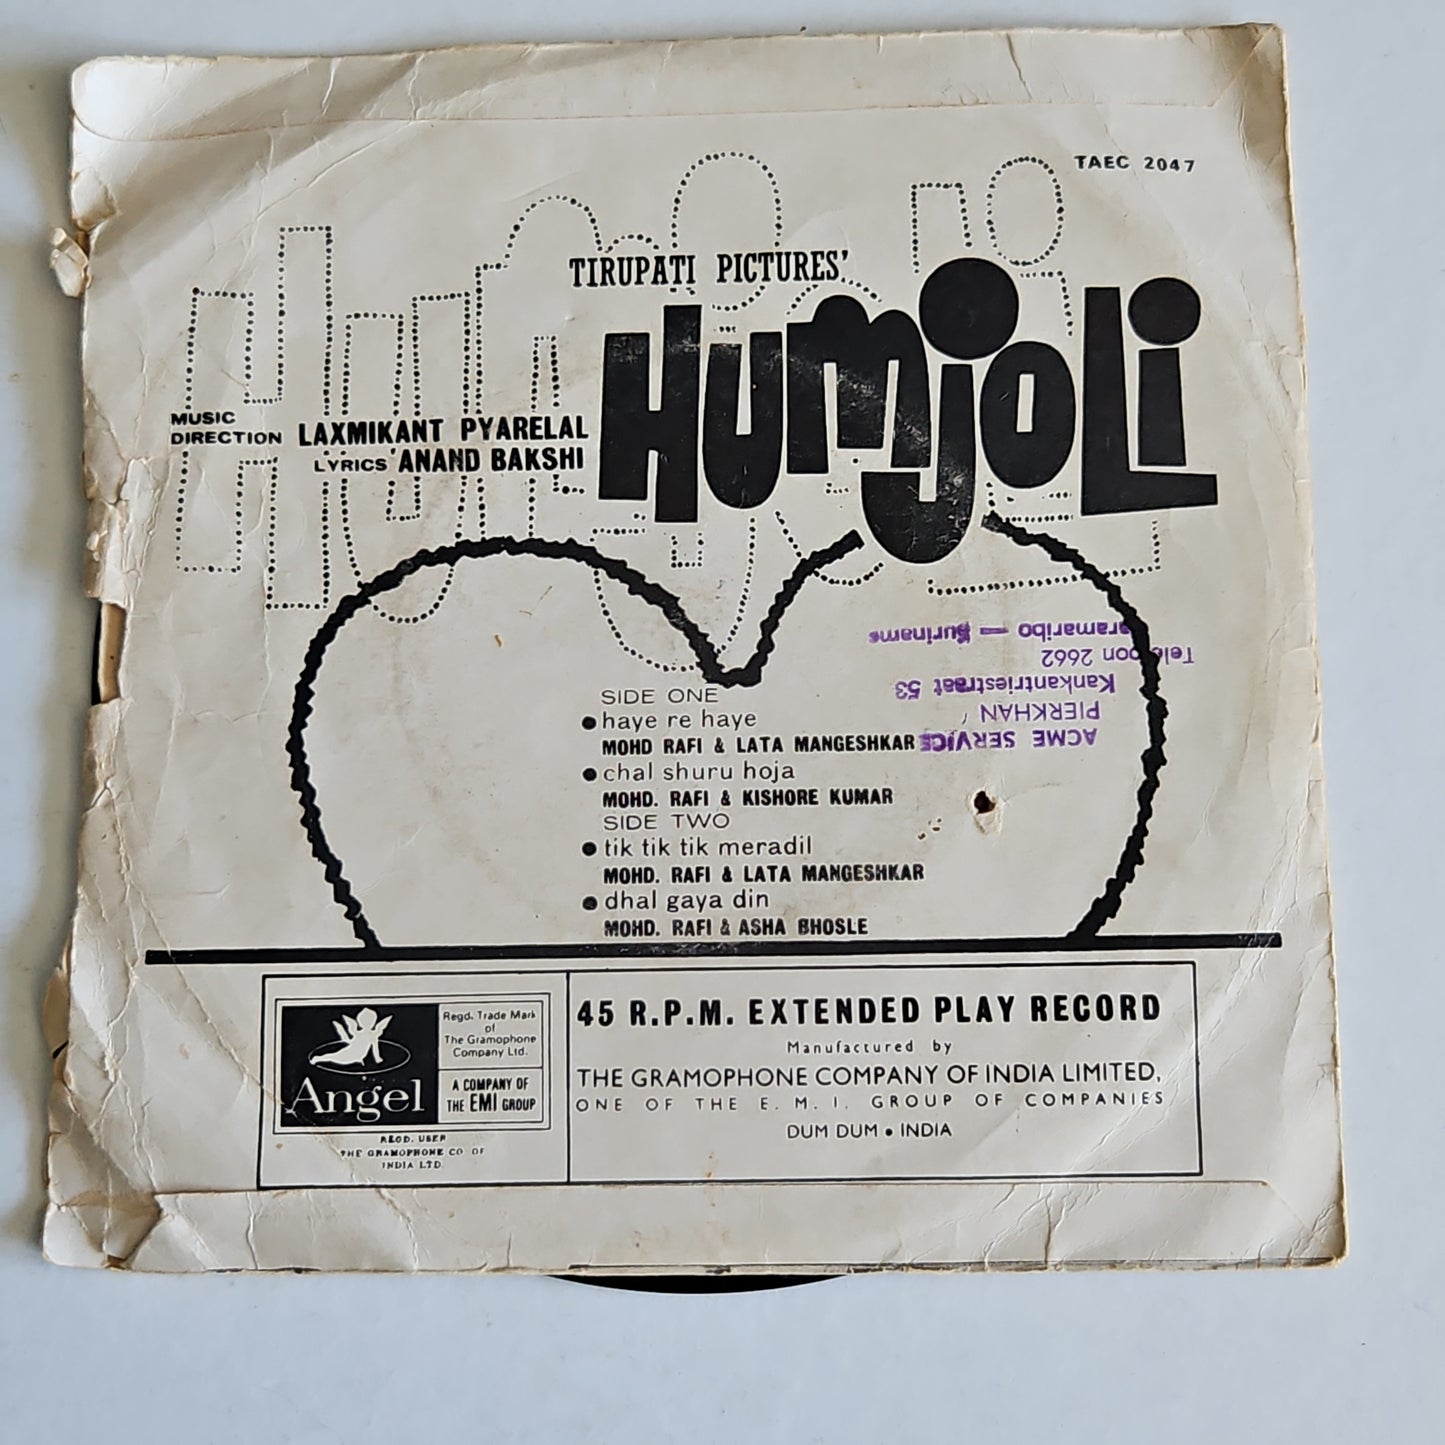 TAEC 2047
TIRUPATI PICTURES'
HUMJOLI
MUSIC
DIRECTION LAXMIKANT PYARELAL
LYRICS ANAND BAKSHI
SIDE ONE
haye re haye
MOHD RAFI & LATA MANGESHKAR
chal shuru hoja
MOHD. RAFI & KISHORE KUMAR
SIDE TWO
tik tik tik meradil
MOHD. RAFI & LATA MANGESHKAR
dhal gaya din
MOHD. RAFI & ASHA BHOSLE
ACME SERVICE
PIERKHAN
Kankantriestraat 53
2662
Suriname
Angel
Regd. Trade Mark
of
The Gramophone
Company Ltd.
A COMPANY OF
THE EMI GROUP
REGD. USER
THE GRAMOPHONE CO OF
INDIA LTD.
45 R.P.M. EXTENDED PLAY RECORD
Manufactured by
THE GRAMOPHONE COMPANY OF INDIA LIMITED,
ONE OF THE E. M. I. GROUP OF COMPANIES
DUM DUM • INDIA